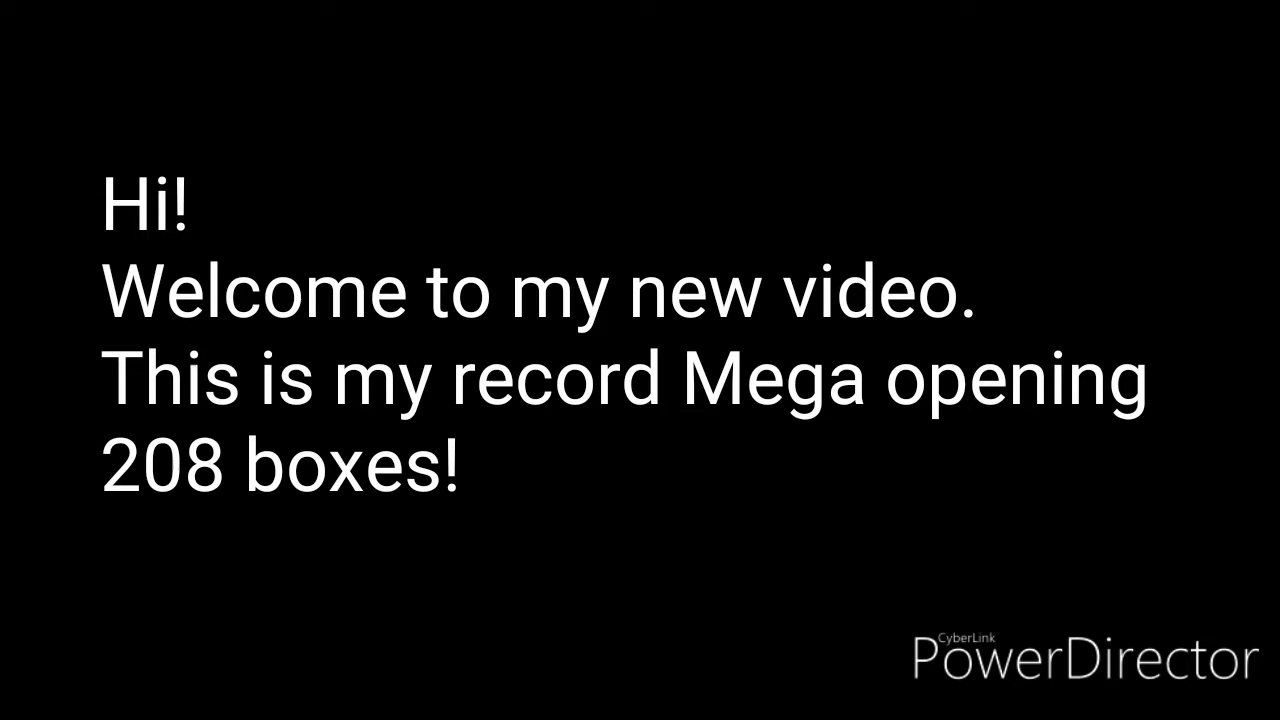 Hi!
Welcome to my new video.
This is my record Mega opening
208 boxes!
CyberLink
PowerDirector